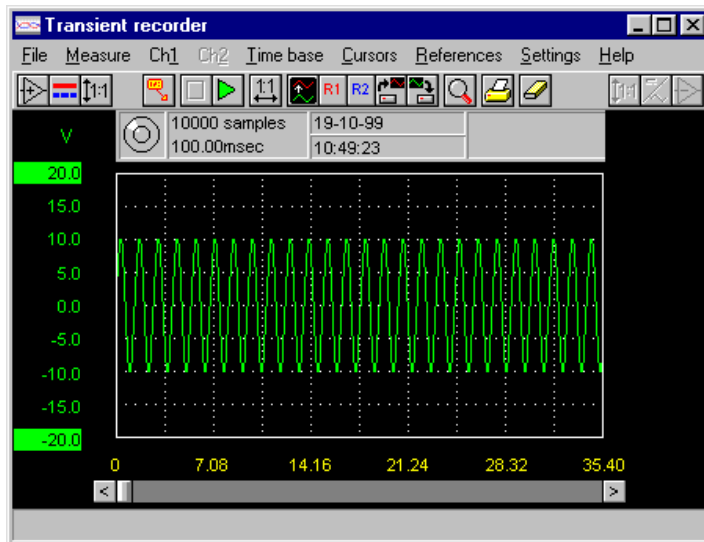 Transient recorder
File Measure Ch1 Ch2 Time base Cursors References Settings Help
1:1 1:1 R1 R2 1:1
10000 samples 19-10-99
100.00msec 10:49:23
V
20.0
15.0
10.0
5.0
0.0
-5.0
-10.0
-15.0
-20.0
0 7.08 14.16 21.24 28.32 35.40